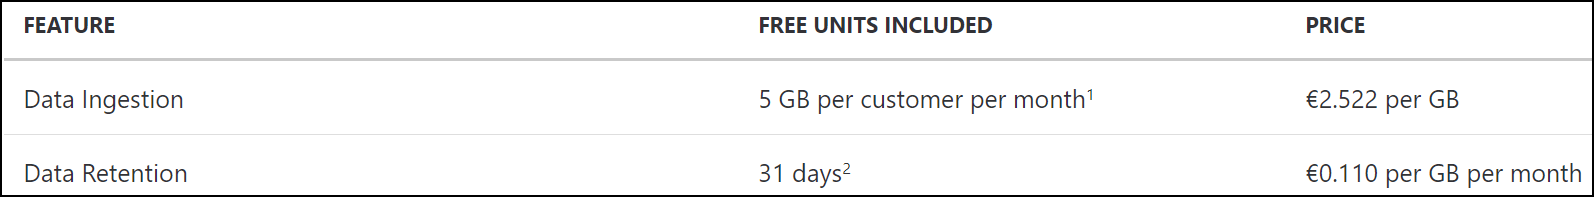 FEATURE FREE UNITS INCLUDED PRICE
Data Ingestion 5 GB per customer per month¹ €2.522 per GB
Data Retention 31 days² €0.110 per GB per month